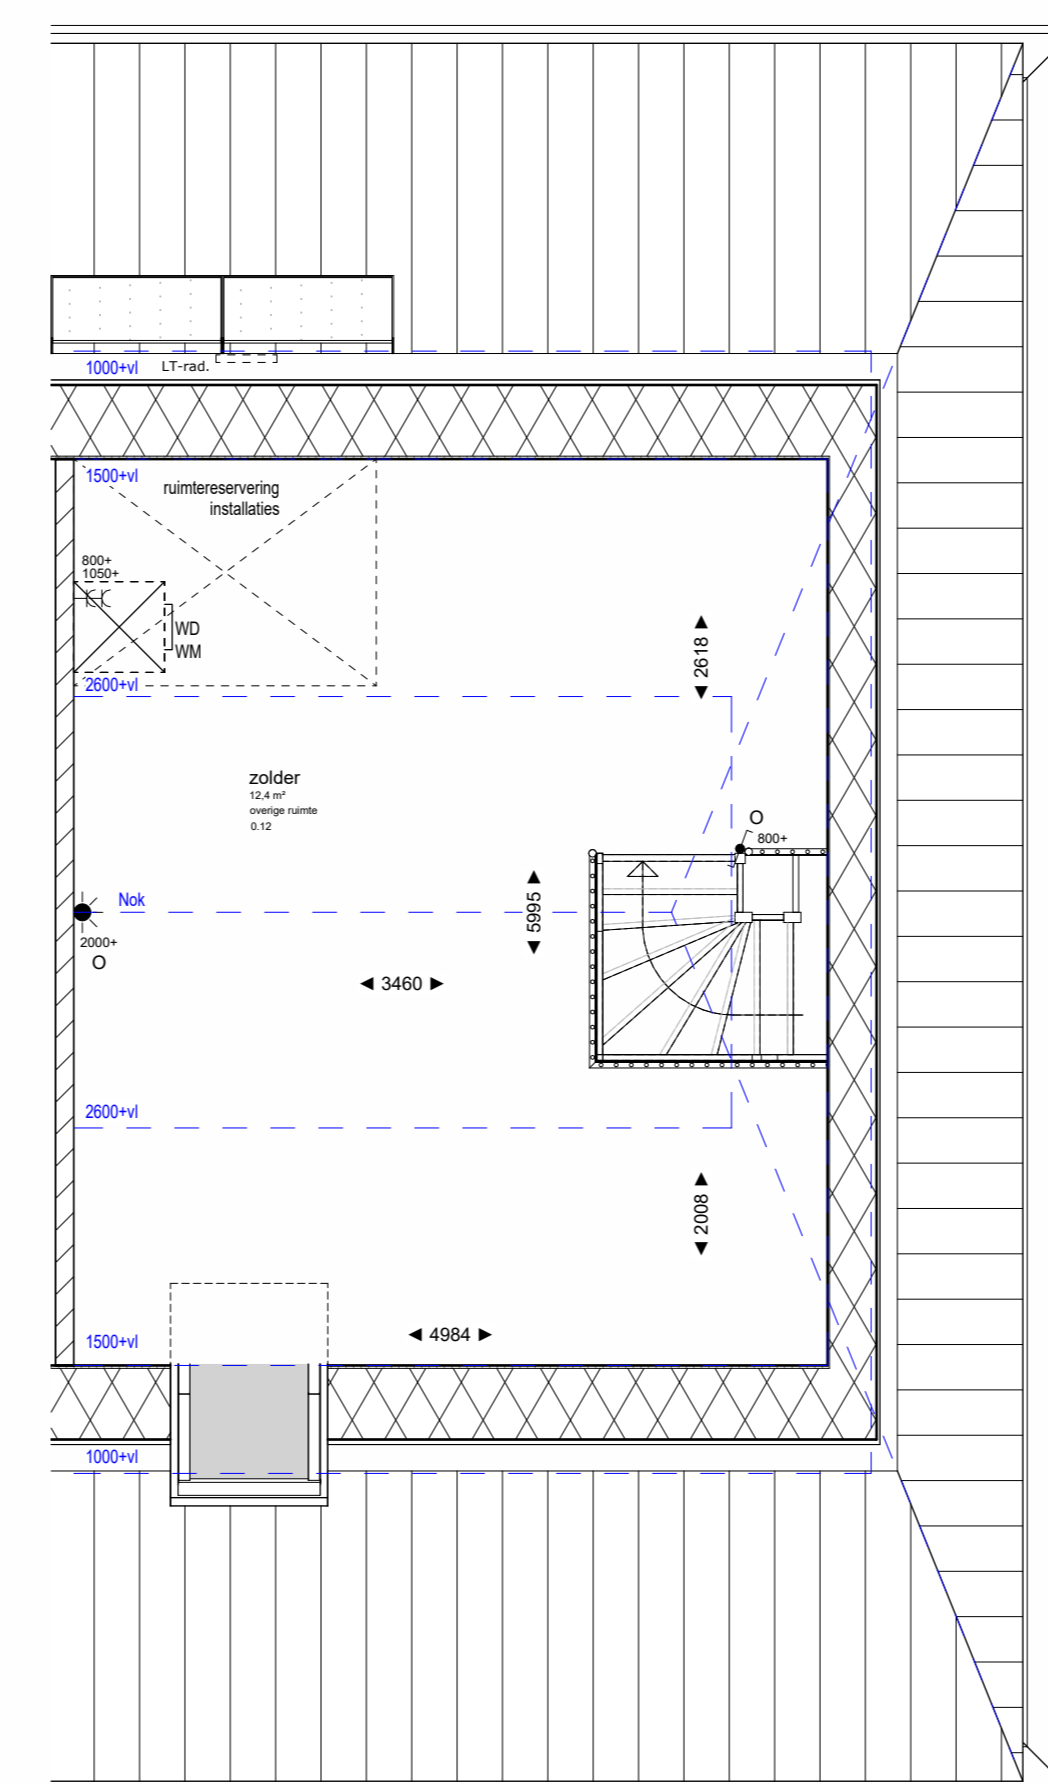 1000+vl
LT-rad.
1500+vl
ruimtereservering
installaties
800+
1050+
WD
WM
2618
2600+vl
zolder
12,4 m²
overige ruimte
0.12
O
800+
Nok
5995
2000+
O
3460
2600+vl
2008
4984
1500+vl
1000+vl